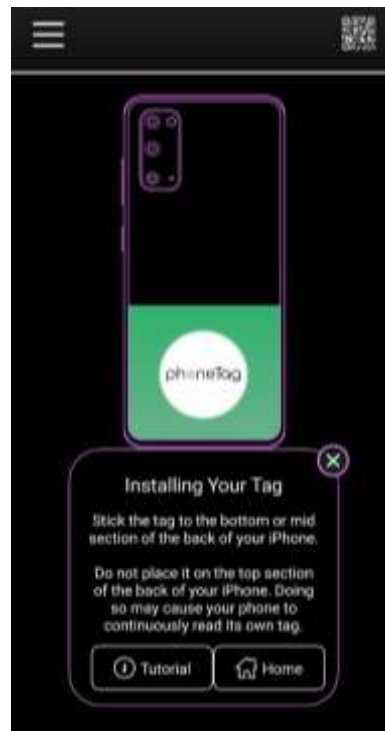 phoneTag
Installing Your Tag
Stick the tag to the bottom or mid
section of the back of your iPhone.
Do not place it on the top section
of the back of your iPhone. Doing
so may cause your phone to
continuously read its own tag.
Tutorial
Home